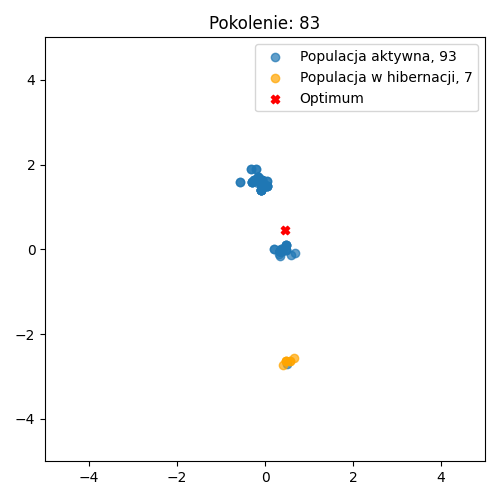 Pokolenie: 83
Populacja aktywna, 93
Populacja w hibernacji, 7
Optimum
4
2
0
−2
−4
−4 −2 0 2 4